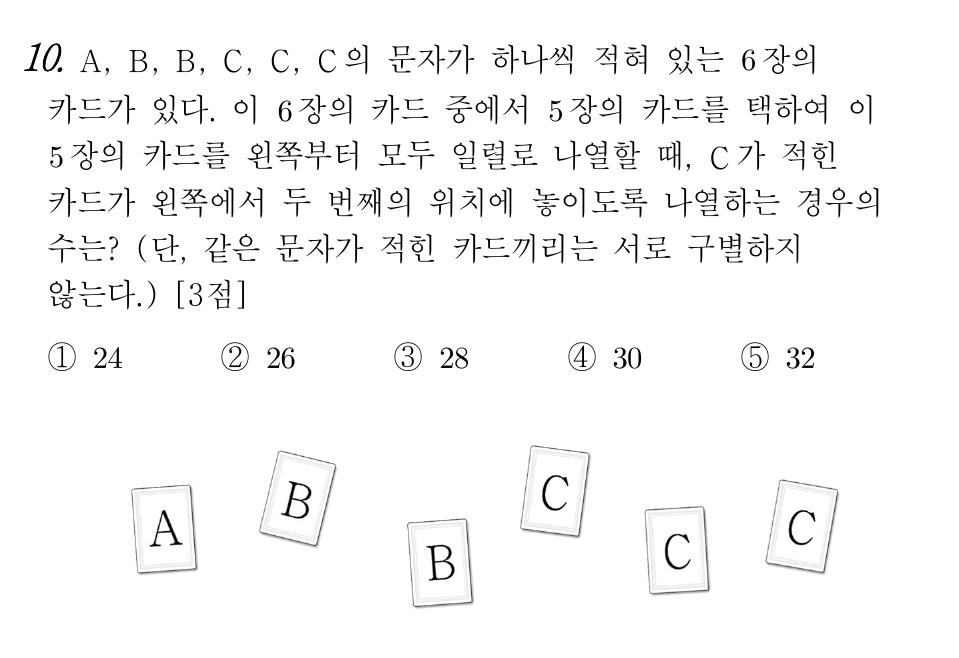 10. A, B, B, C, C, C의 문자가 하나씩 적혀 있는 6장의
카드가 있다. 이 6장의 카드 중에서 5장의 카드를 택하여 이
5장의 카드를 왼쪽부터 모두 일렬로 나열할 때, C가 적힌
카드가 왼쪽에서 두 번째의 위치에 놓이도록 나열하는 경우의
수는? (단, 같은 문자가 적힌 카드끼리는 서로 구별하지
않는다.) [3점]
① 24 ② 26 ③ 28 ④ 30 ⑤ 32
A B B C C C